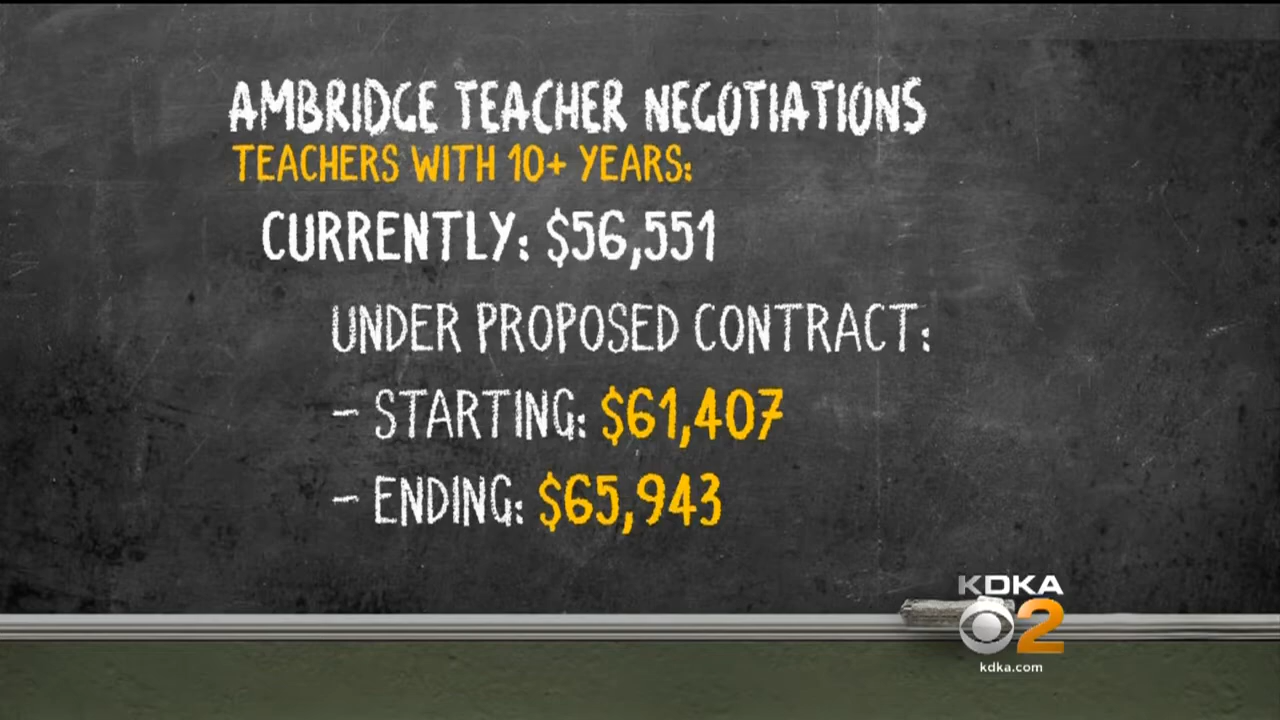 AMBRIDGE TEACHER NEGOTIATIONS
TEACHERS WITH 10+ YEARS:
CURRENTLY: $56,551
UNDER PROPOSED CONTRACT:
- STARTING: $61,407
- ENDING: $65,943
KDKA
2
kdka.com